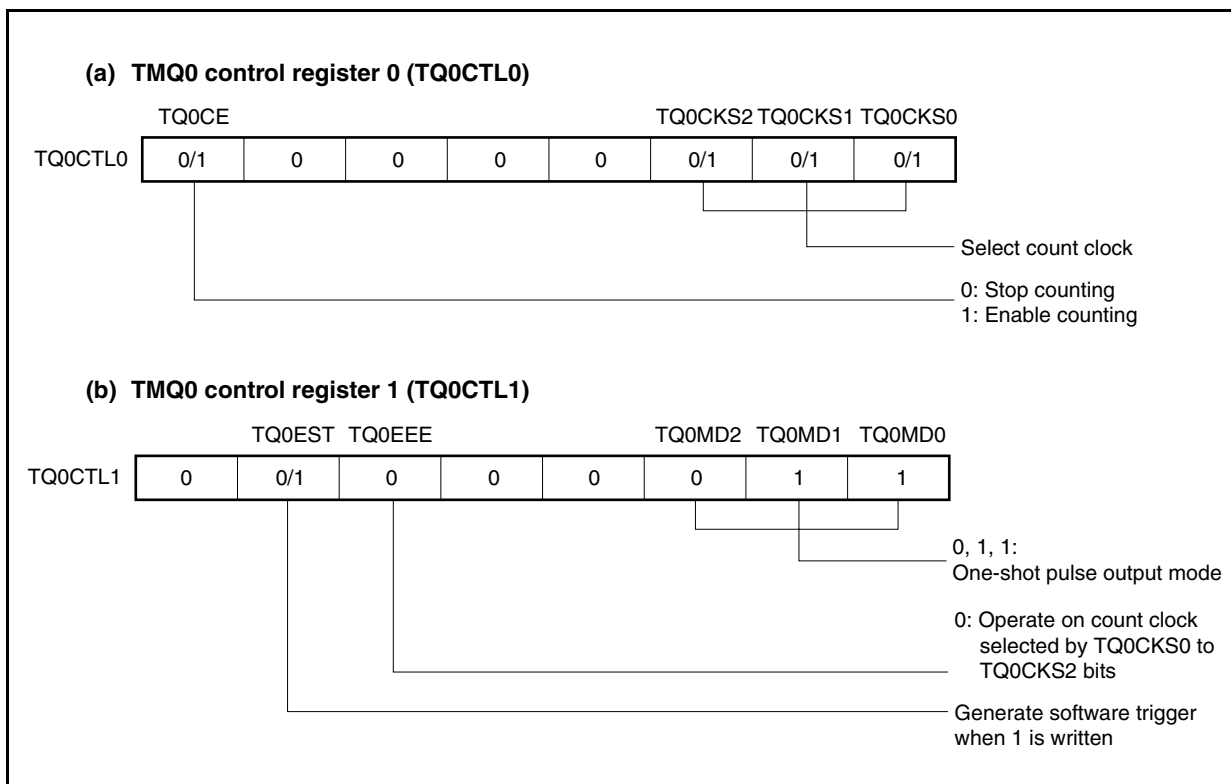 (a) TMQ0 control register 0 (TQ0CTL0)
TQ0CE TQ0CKS2 TQ0CKS1 TQ0CKS0
TQ0CTL0 0/1 0 0 0 0 0/1 0/1 0/1
Select count clock
0: Stop counting
1: Enable counting
(b) TMQ0 control register 1 (TQ0CTL1)
TQ0EST TQ0EEE TQ0MD2 TQ0MD1 TQ0MD0
TQ0CTL1 0 0/1 0 0 0 0 1 1
0, 1, 1:
One-shot pulse output mode
0: Operate on count clock
selected by TQ0CKS0 to
TQ0CKS2 bits
Generate software trigger
when 1 is written